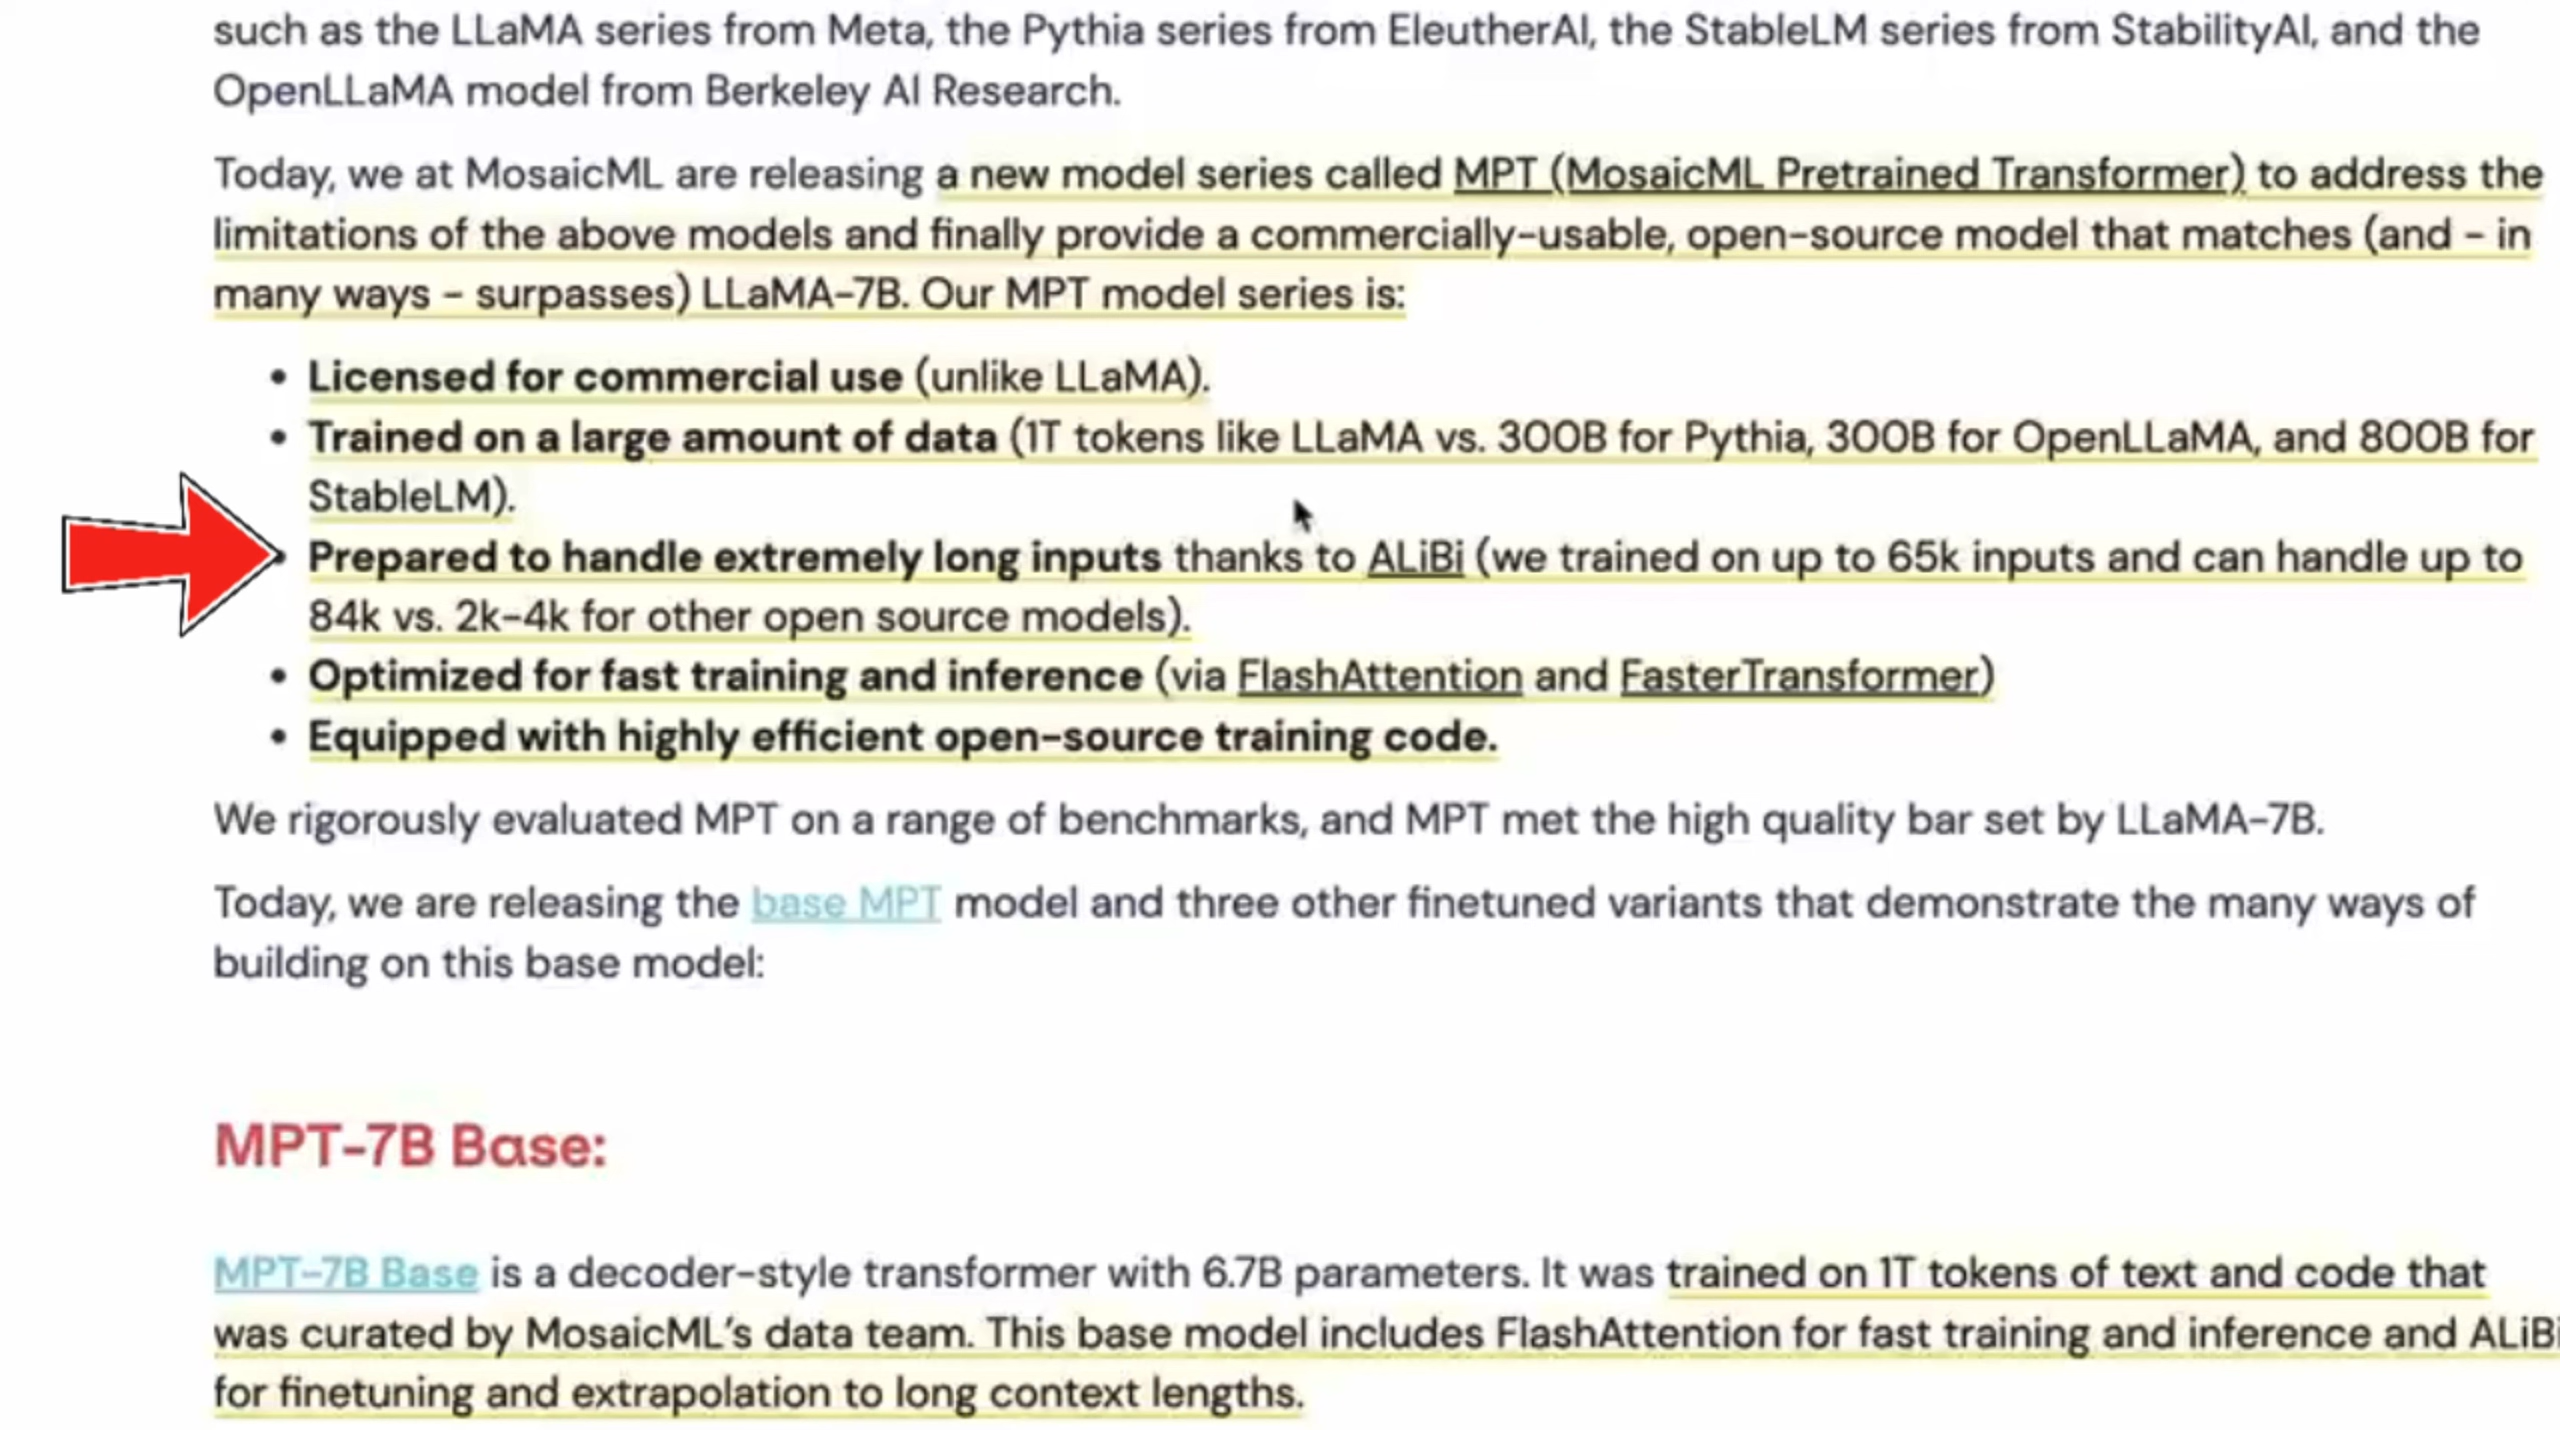 such as the LLaMA series from Meta, the Pythia series from EleutherAI, the StableLM series from StabilityAI, and the
OpenLLaMA model from Berkeley AI Research.
Today, we at MosaicML are releasing a new model series called MPT (MosaicML Pretrained Transformer) to address the
limitations of the above models and finally provide a commercially-usable, open-source model that matches (and - in
many ways - surpasses) LLaMA-7B. Our MPT model series is:
• Licensed for commercial use (unlike LLaMA).
• Trained on a large amount of data (1T tokens like LLaMA vs. 300B for Pythia, 300B for OpenLLaMA, and 800B for
StableLM).
• Prepared to handle extremely long inputs thanks to ALiBi (we trained on up to 65k inputs and can handle up to
84k vs. 2k-4k for other open source models).
• Optimized for fast training and inference (via FlashAttention and FasterTransformer)
• Equipped with highly efficient open-source training code.
We rigorously evaluated MPT on a range of benchmarks, and MPT met the high quality bar set by LLaMA-7B.
Today, we are releasing the base MPT model and three other finetuned variants that demonstrate the many ways of
building on this base model:
MPT-7B Base:
MPT-7B Base is a decoder-style transformer with 6.7B parameters. It was trained on 1T tokens of text and code that
was curated by MosaicML's data team. This base model includes FlashAttention for fast training and inference and ALiBi
for finetuning and extrapolation to long context lengths.